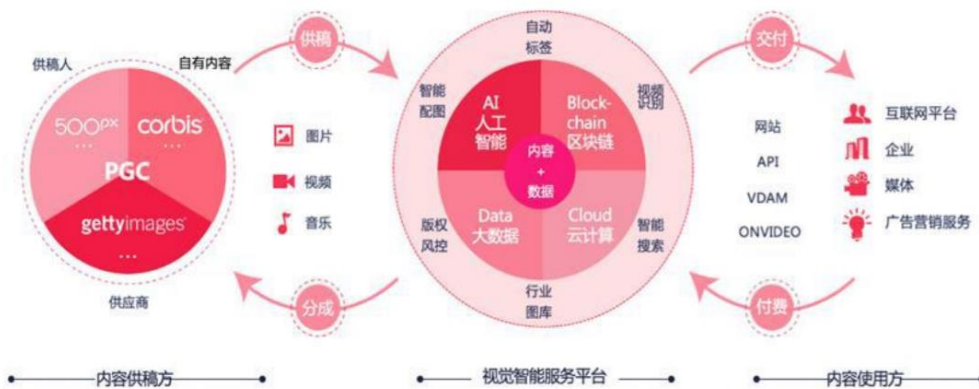 供稿人
自有内容
500px
...
corbis
...
PGC
gettyimages
...
供应商
供稿
图片
视频
音乐
分成
自动
标签
智能
配图
视频
识别
AI
人工
智能
Block-
chain
区块链
内容
+
数据
Data
大数据
Cloud
云计算
版权
风控
智能
搜索
行业
图库
交付
网站
API
VDAM
ONVIDEO
付费
互联网平台
企业
媒体
广告营销服务
内容供稿方
视觉智能服务平台
内容使用方